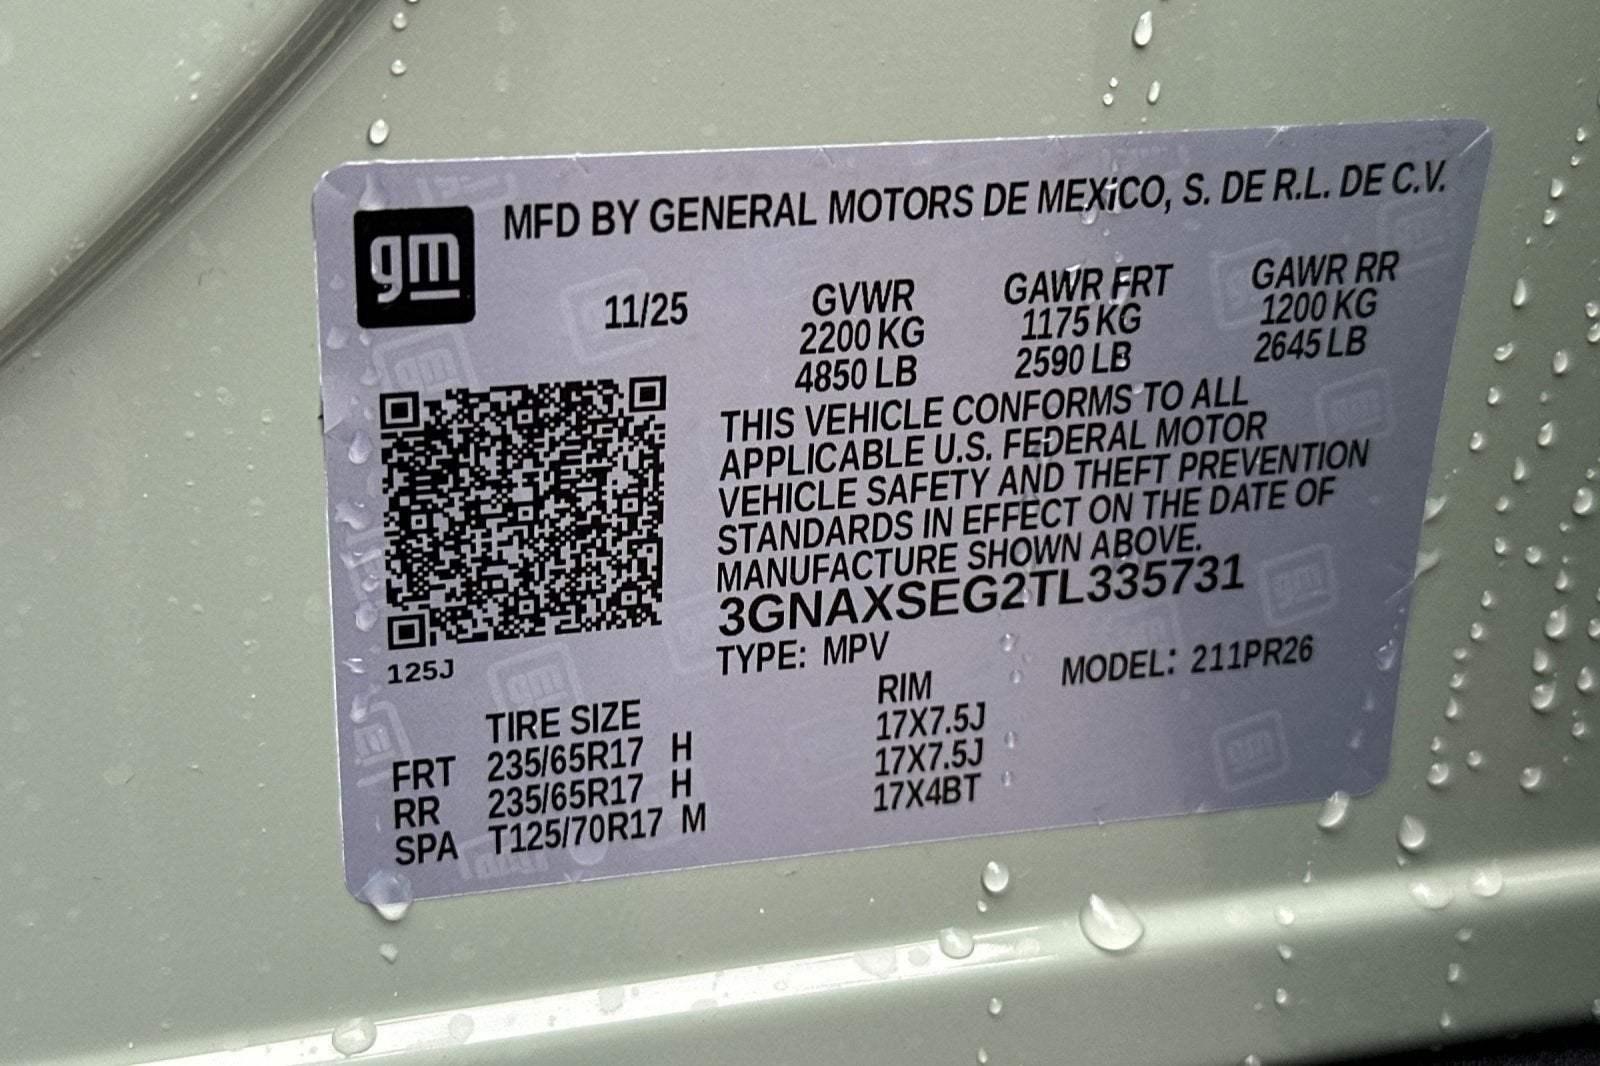 gm
MFD BY GENERAL MOTORS DE MEXICO, S. DE R.L. DE C.V.
11/25 GVWR GAWR FRT GAWR RR
2200 KG 1175 KG 1200 KG
4850 LB 2590 LB 2645 LB
THIS VEHICLE CONFORMS TO ALL
APPLICABLE U.S. FEDERAL MOTOR
VEHICLE SAFETY AND THEFT PREVENTION
STANDARDS IN EFFECT ON THE DATE OF
MANUFACTURE SHOWN ABOVE.
3GNAXSEG2TL335731
125J
TYPE: MPV MODEL: 211PR26
TIRE SIZE RIM
FRT 235/65R17 H 17X7.5J
RR 235/65R17 H 17X7.5J
SPA T125/70R17 M 17X4BT